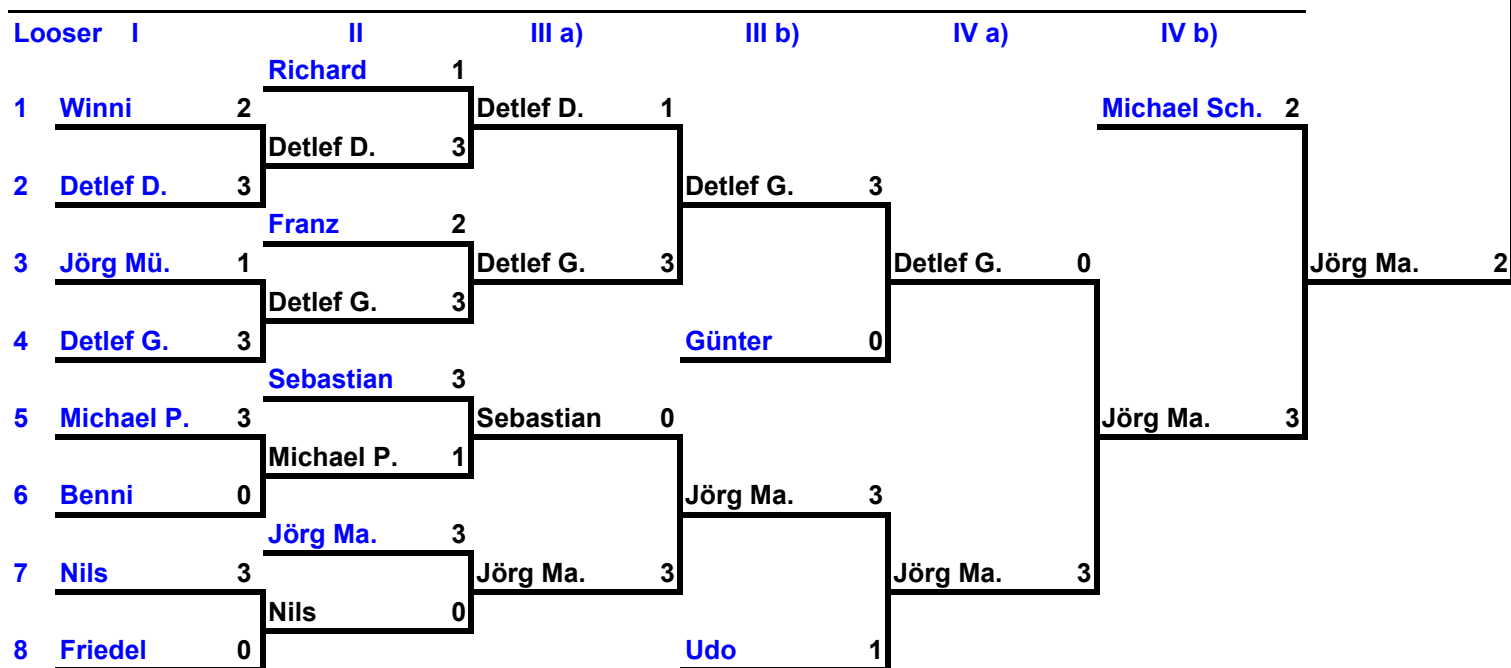 Looser I II III a) III b) IV a) IV b)
Richard 1
1 Winni 2 Detlef D. 1 Michael Sch. 2
Detlef D. 3
2 Detlef D. 3 Detlef G. 3
Franz 2
3 Jörg Mü. 1 Detlef G. 3 Detlef G. 0 Jörg Ma. 2
Detlef G. 3
4 Detlef G. 3 Günter 0
Sebastian 3
5 Michael P. 3 Sebastian 0 Jörg Ma. 3
Michael P. 1
6 Benni 0 Jörg Ma. 3
Jörg Ma. 3
7 Nils 3 Jörg Ma. 3 Jörg Ma. 3
Nils 0
8 Friedel 0 Udo 1